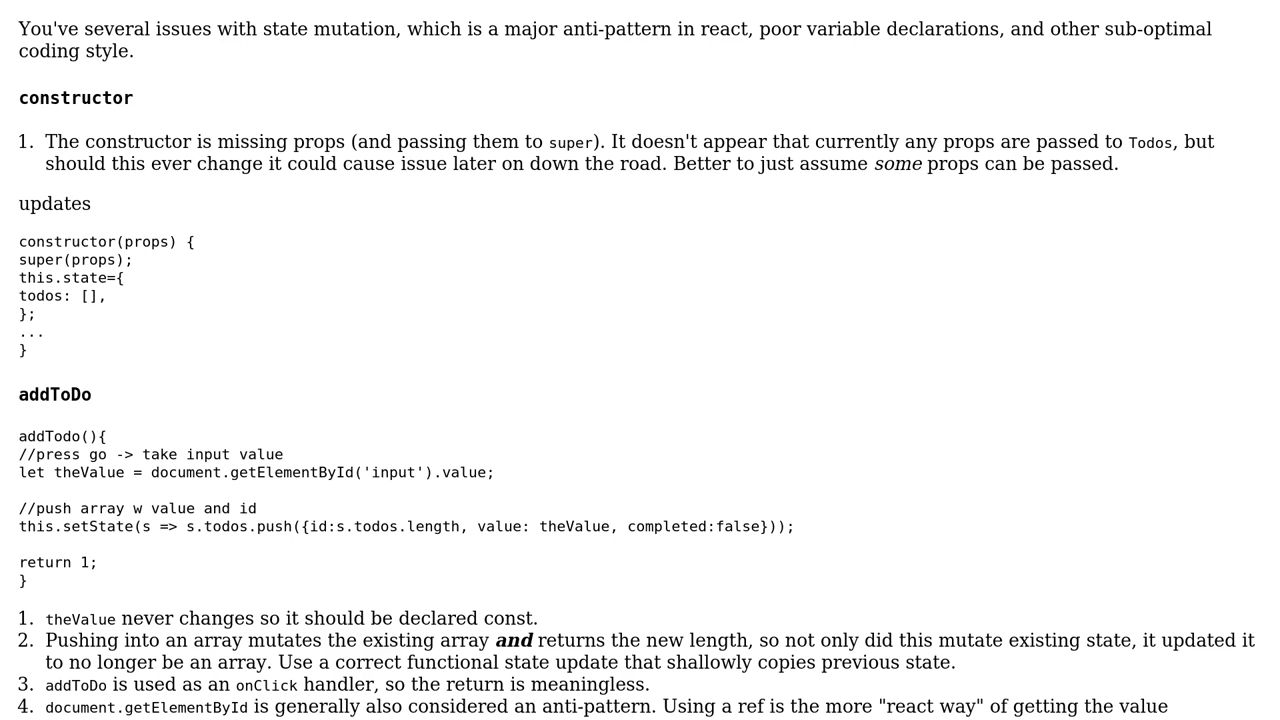 You've several issues with state mutation, which is a major anti-pattern in react, poor variable declarations, and other sub-optimal
coding style.
constructor
1. The constructor is missing props (and passing them to super). It doesn't appear that currently any props are passed to Todos, but
should this ever change it could cause issue later on down the road. Better to just assume some props can be passed.
updates
constructor(props) {
super(props);
this.state={
todos: [],
};
...
}
addToDo
addTodo(){
//press go -> take input value
let theValue = document.getElementById('input').value;
//push array w value and id
this.setState(s => s.todos.push({id:s.todos.length, value: theValue, completed:false}));
return 1;
}
1. theValue never changes so it should be declared const.
2. Pushing into an array mutates the existing array and returns the new length, so not only did this mutate existing state, it updated it
to no longer be an array. Use a correct functional state update that shallowly copies previous state.
3. addToDo is used as an onClick handler, so the return is meaningless.
4. document.getElementById is generally also considered an anti-pattern. Using a ref is the more "react way" of getting the value